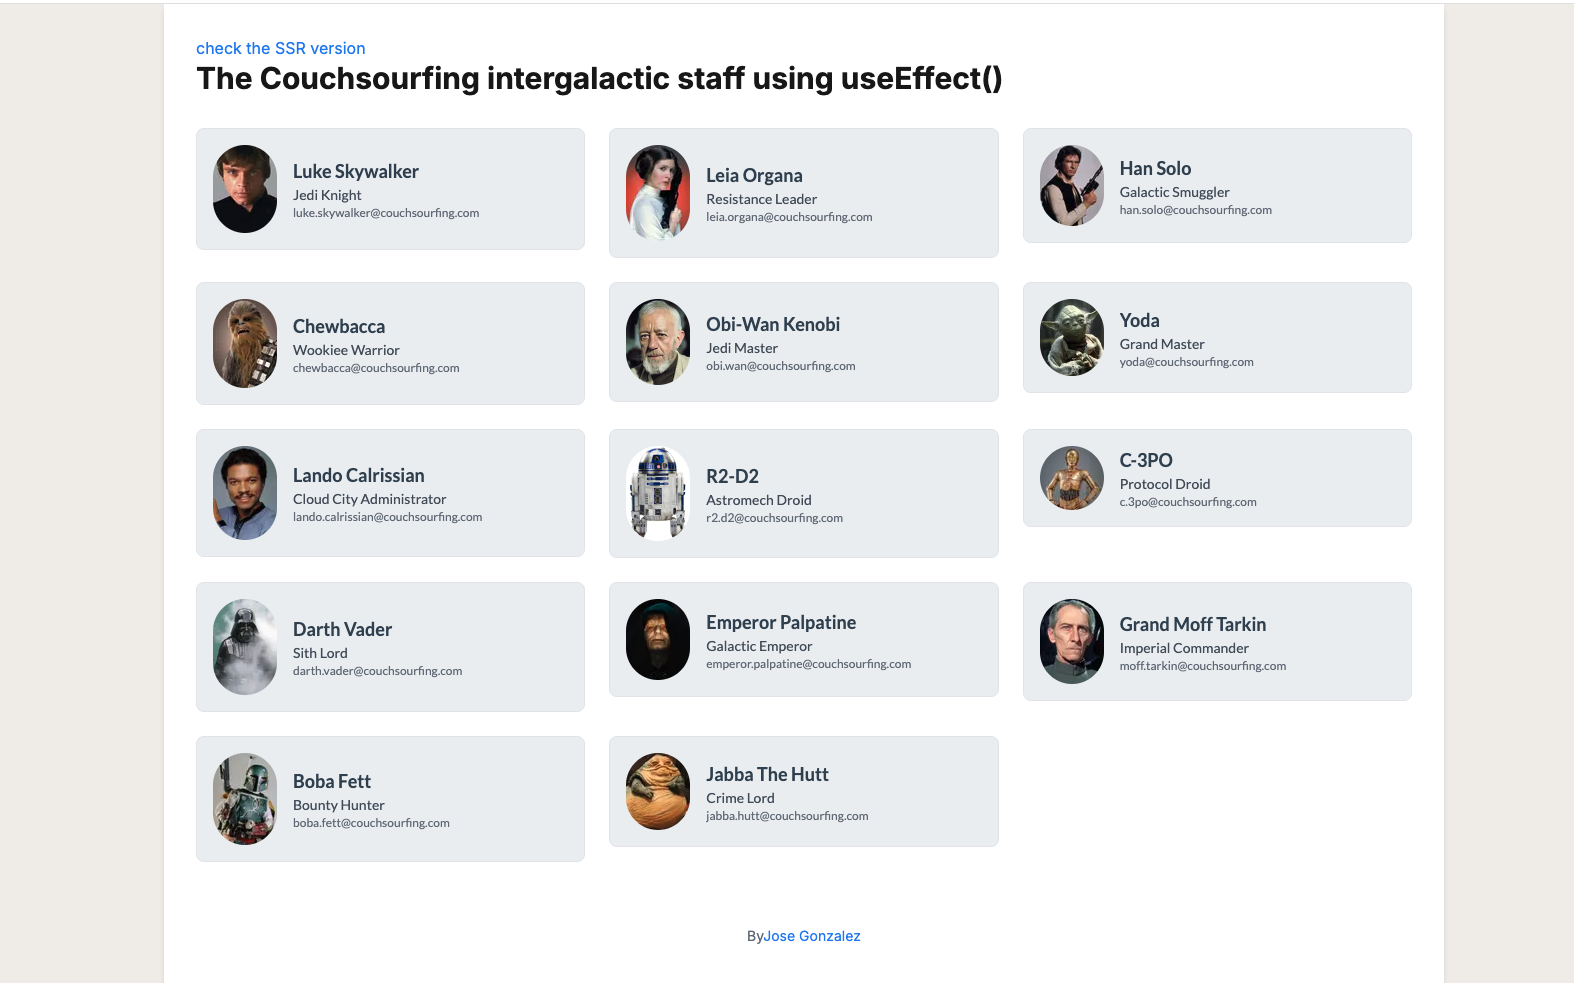 check the SSR version
The Couchsourfing intergalactic staff using useEffect()
Luke Skywalker
Jedi Knight
luke.skywalker@couchsourfing.com
Leia Organa
Resistance Leader
leia.organa@couchsourfing.com
Han Solo
Galactic Smuggler
han.solo@couchsourfing.com
Chewbacca
Wookiee Warrior
chewbacca@couchsourfing.com
Obi-Wan Kenobi
Jedi Master
obi.wan@couchsourfing.com
Yoda
Grand Master
yoda@couchsourfing.com
Lando Calrissian
Cloud City Administrator
lando.calrissian@couchsourfing.com
R2-D2
Astromech Droid
r2.d2@couchsourfing.com
C-3PO
Protocol Droid
c.3po@couchsourfing.com
Darth Vader
Sith Lord
darth.vader@couchsourfing.com
Emperor Palpatine
Galactic Emperor
emperor.palpatine@couchsourfing.com
Grand Moff Tarkin
Imperial Commander
moff.tarkin@couchsourfing.com
Boba Fett
Bounty Hunter
boba.fett@couchsourfing.com
Jabba The Hutt
Crime Lord
jabba.hutt@couchsourfing.com
ByJose Gonzalez